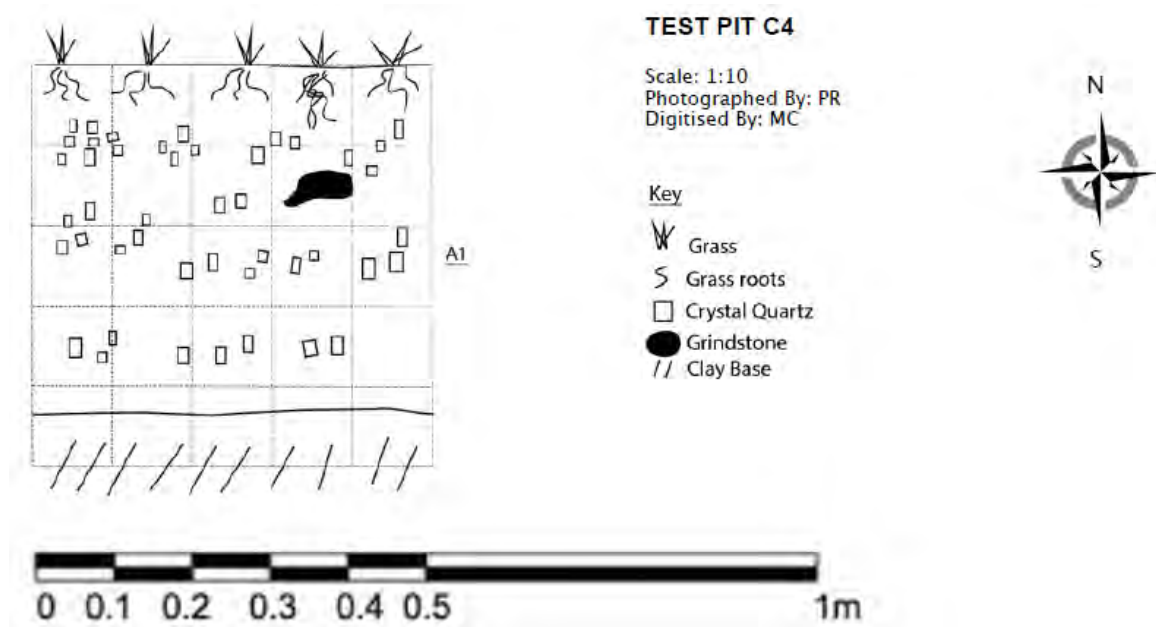 TEST PIT C4
Scale: 1:10
Photographed By: PR
Digitised By: MC
N
S
Key
Grass
Grass roots
Crystal Quartz
Grindstone
Clay Base
A1
0 0.1 0.2 0.3 0.4 0.5 1m